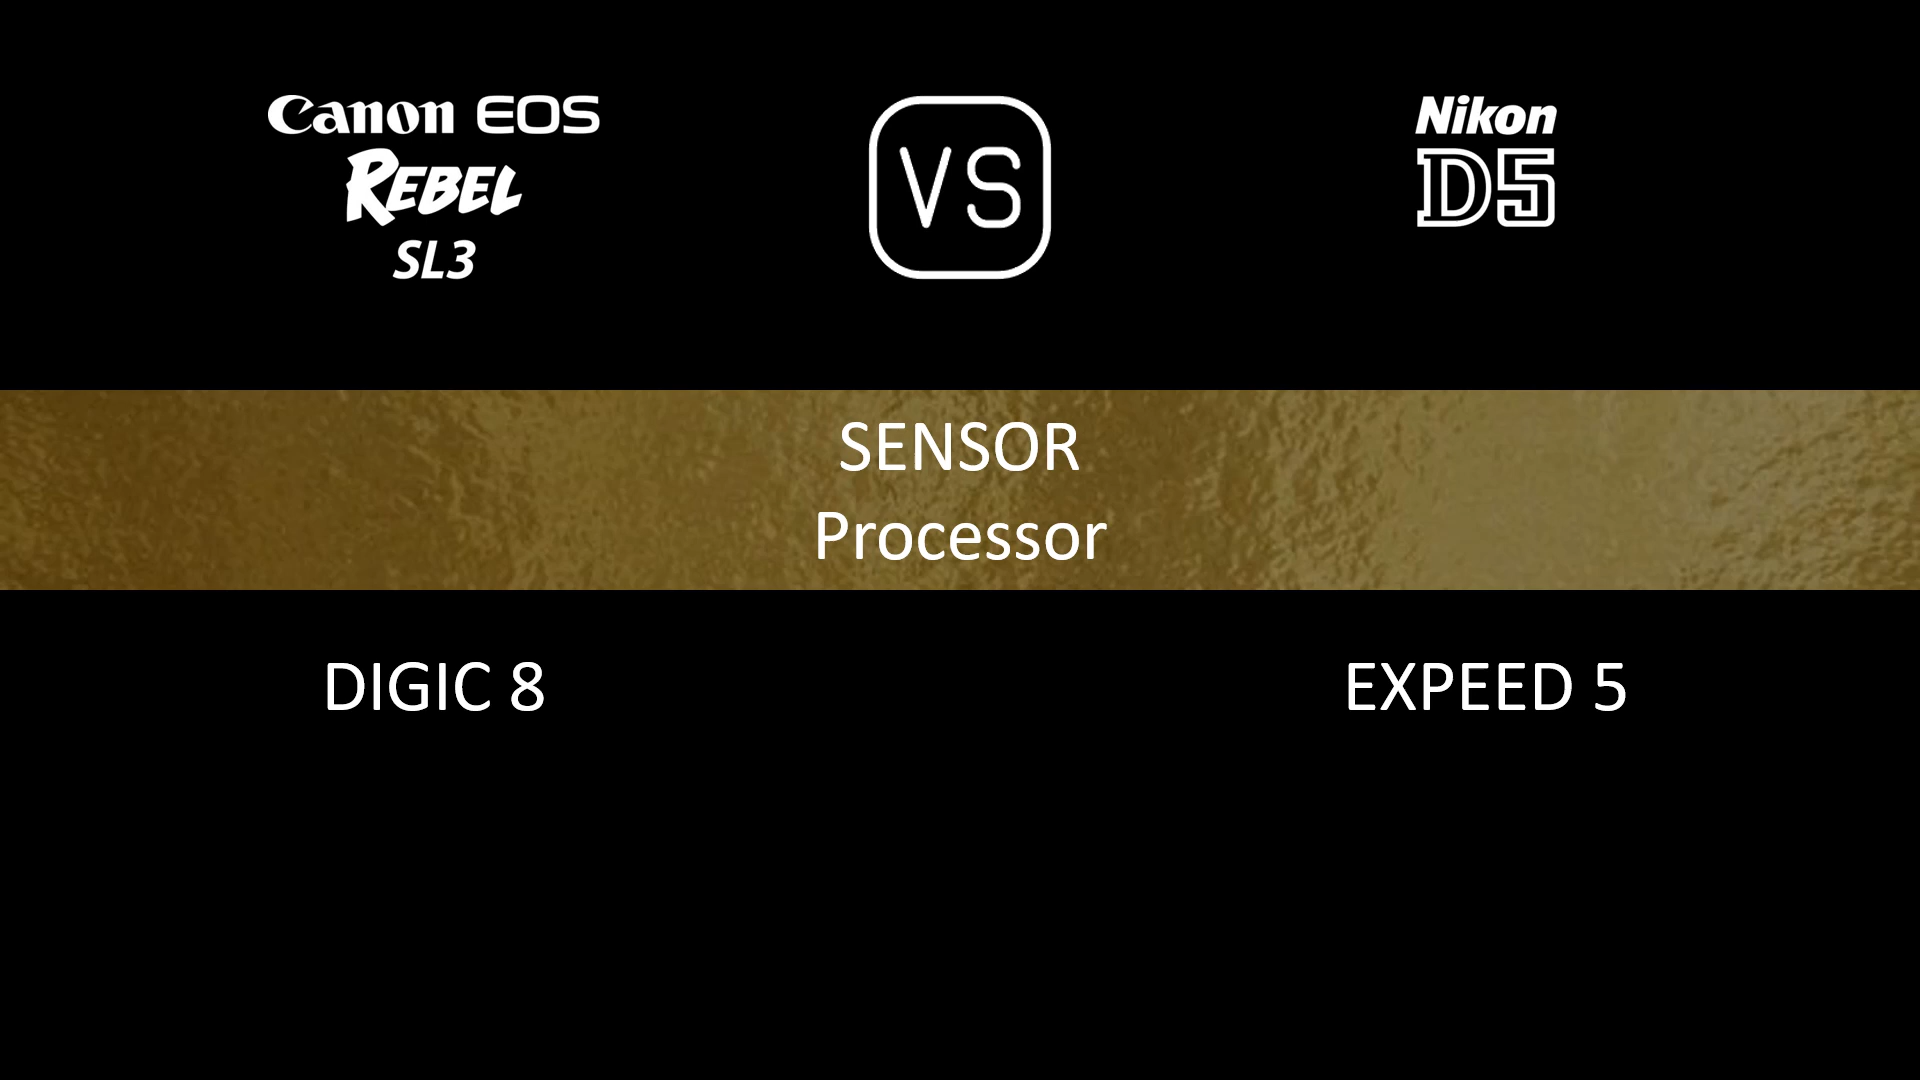 Canon EOS
REBEL
SL3
VS
Nikon
D5
SENSOR
Processor
DIGIC 8
EXPEED 5